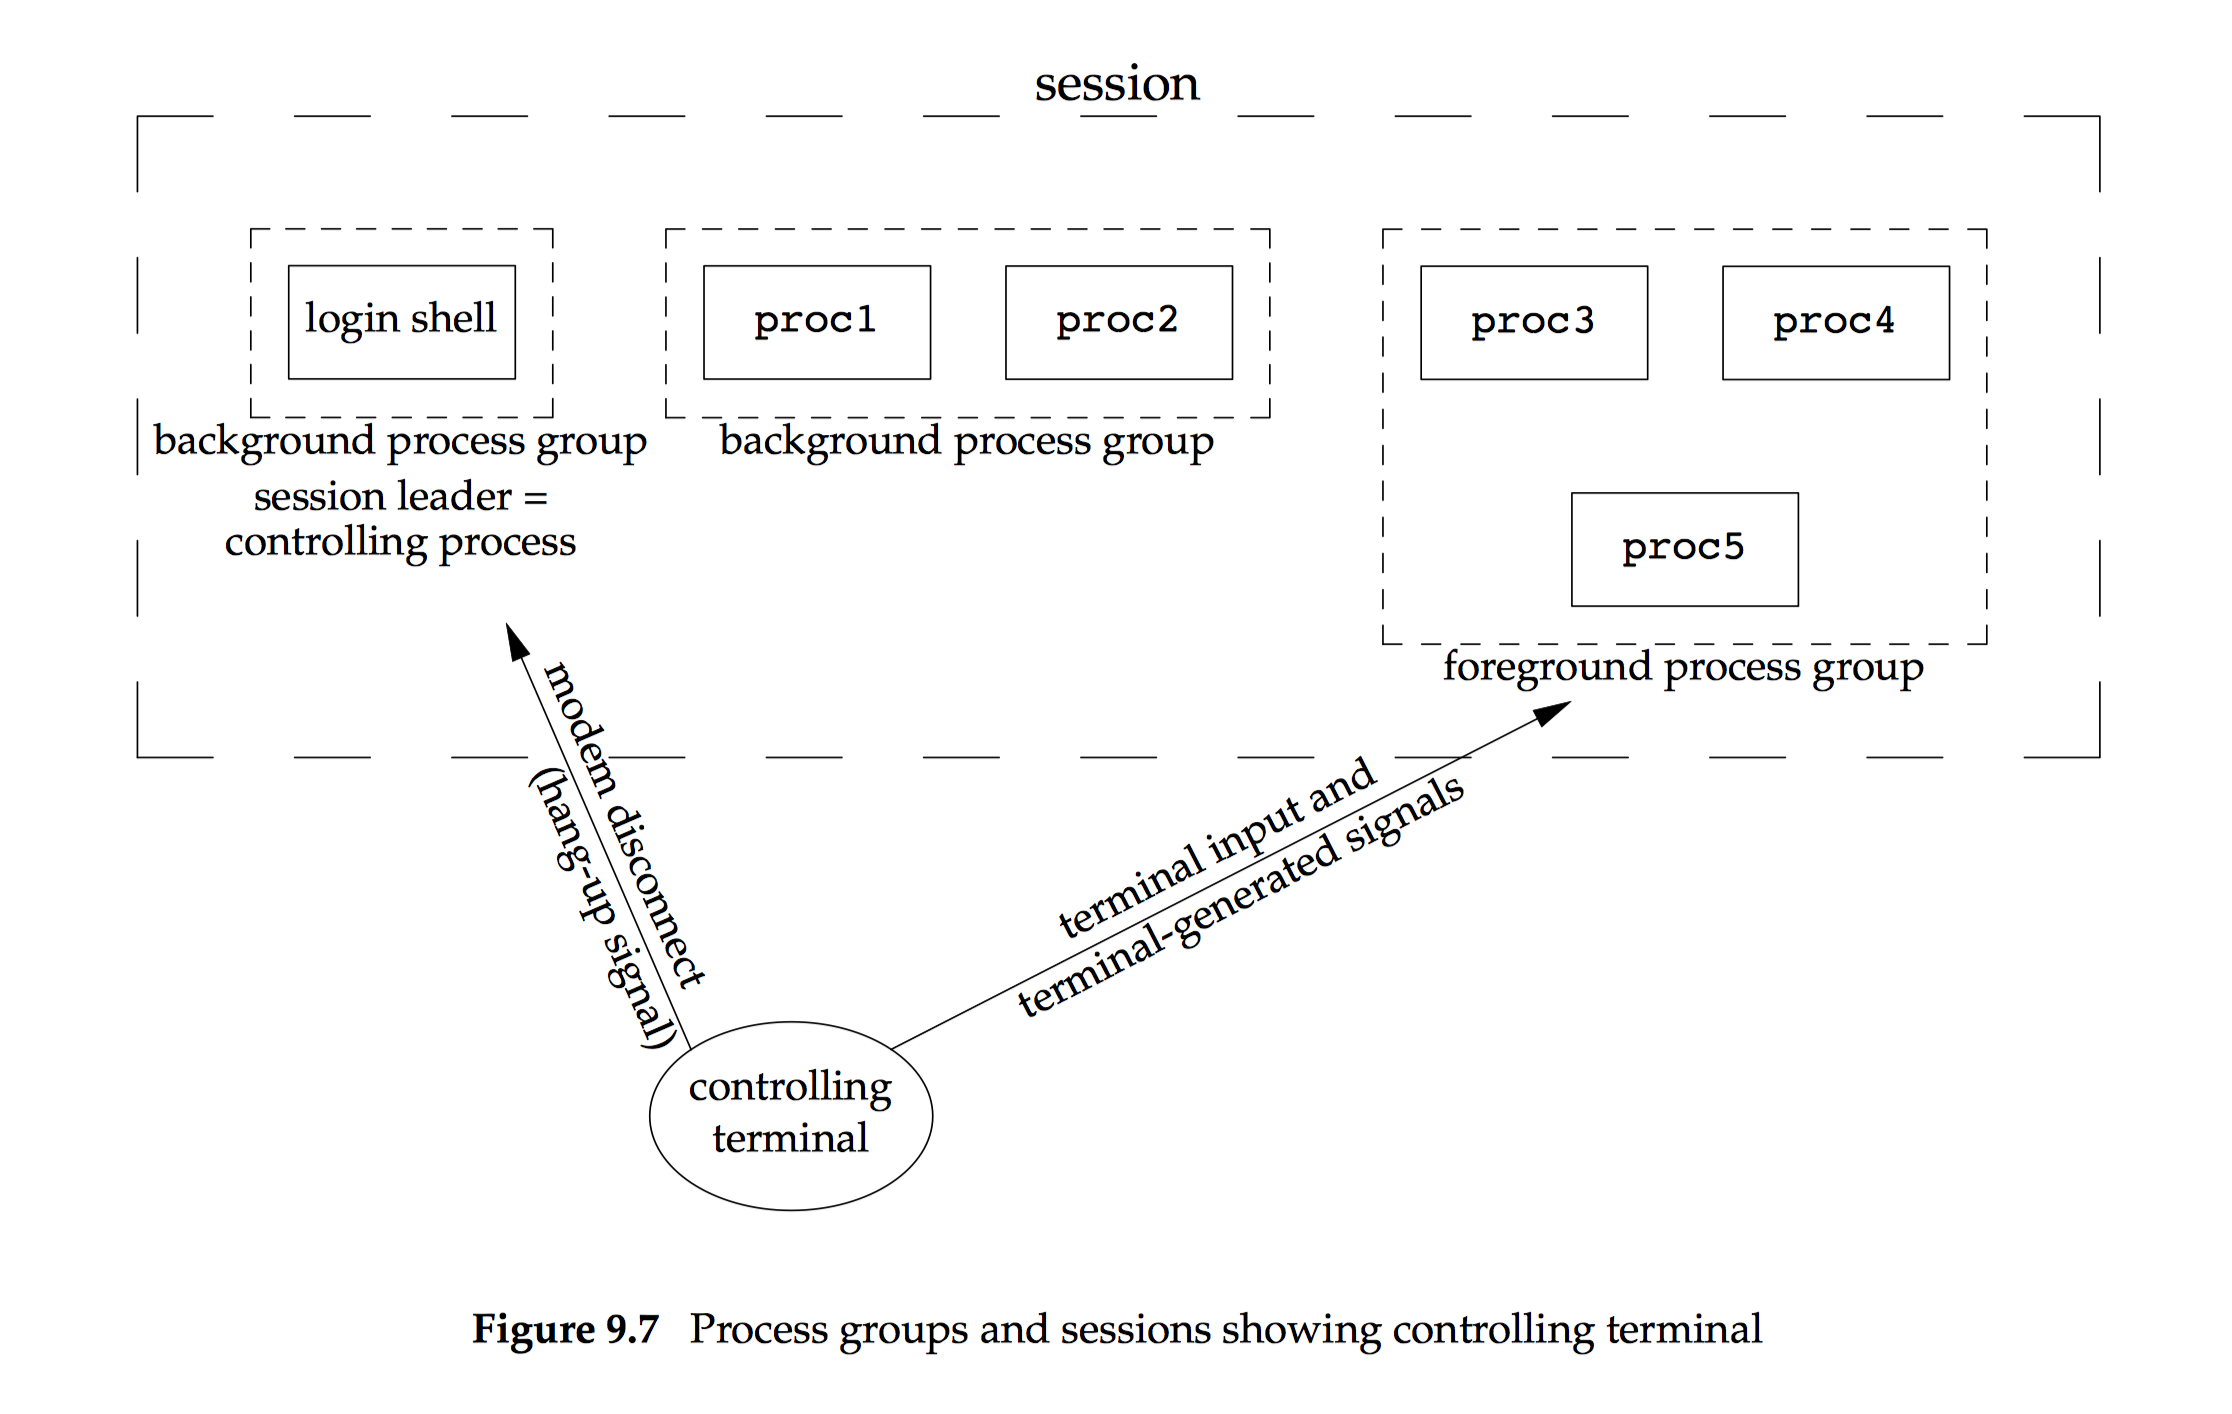 session
login shell
proc1
proc2
proc3
proc4
background process group
session leader =
controlling process
background process group
proc5
foreground process group
modem disconnect
(hang-up signal)
terminal input and
terminal-generated signals
controlling
terminal
Figure 9.7 Process groups and sessions showing controlling terminal